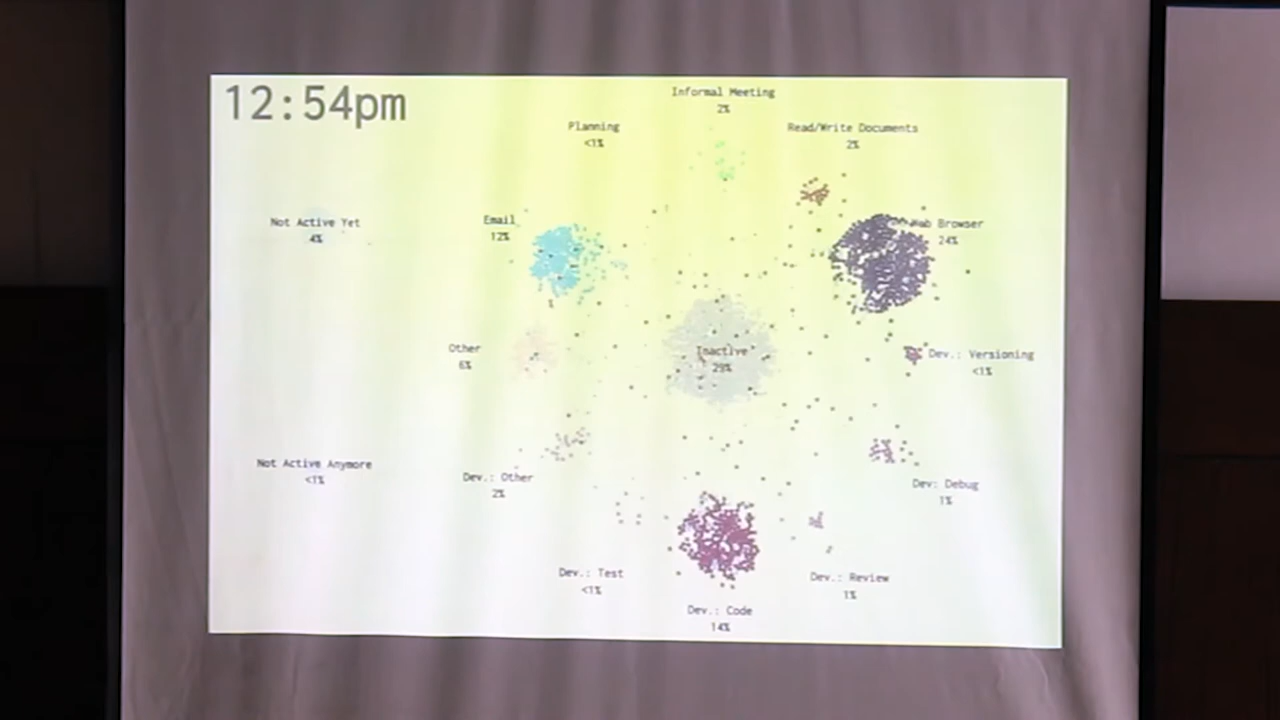 12:54pm
Informal Meeting
2%
Planning
<1%
Read/Write Documents
2%
Not Active Yet
4%
Email
12%
Web Browser
24%
Other
6%
Inactive
29%
Dev.: Versioning
<1%
Not Active Anymore
<1%
Dev.: Other
2%
Dev: Debug
1%
Dev.: Test
<1%
Dev.: Review
1%
Dev.: Code
14%